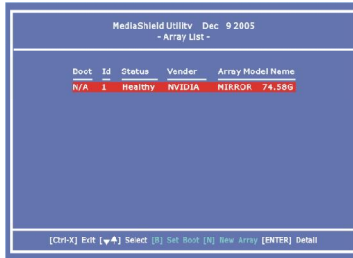 MediaShield Utility Dec 9 2005
- Array List -
Boot Id Status Vender Array Model Name
N/A 1 Healthy NVIDIA MIRROR 74.58G
[Ctrl-X] Exit [▼▲] Select [B] Set Boot [N] New Array [ENTER] Detail